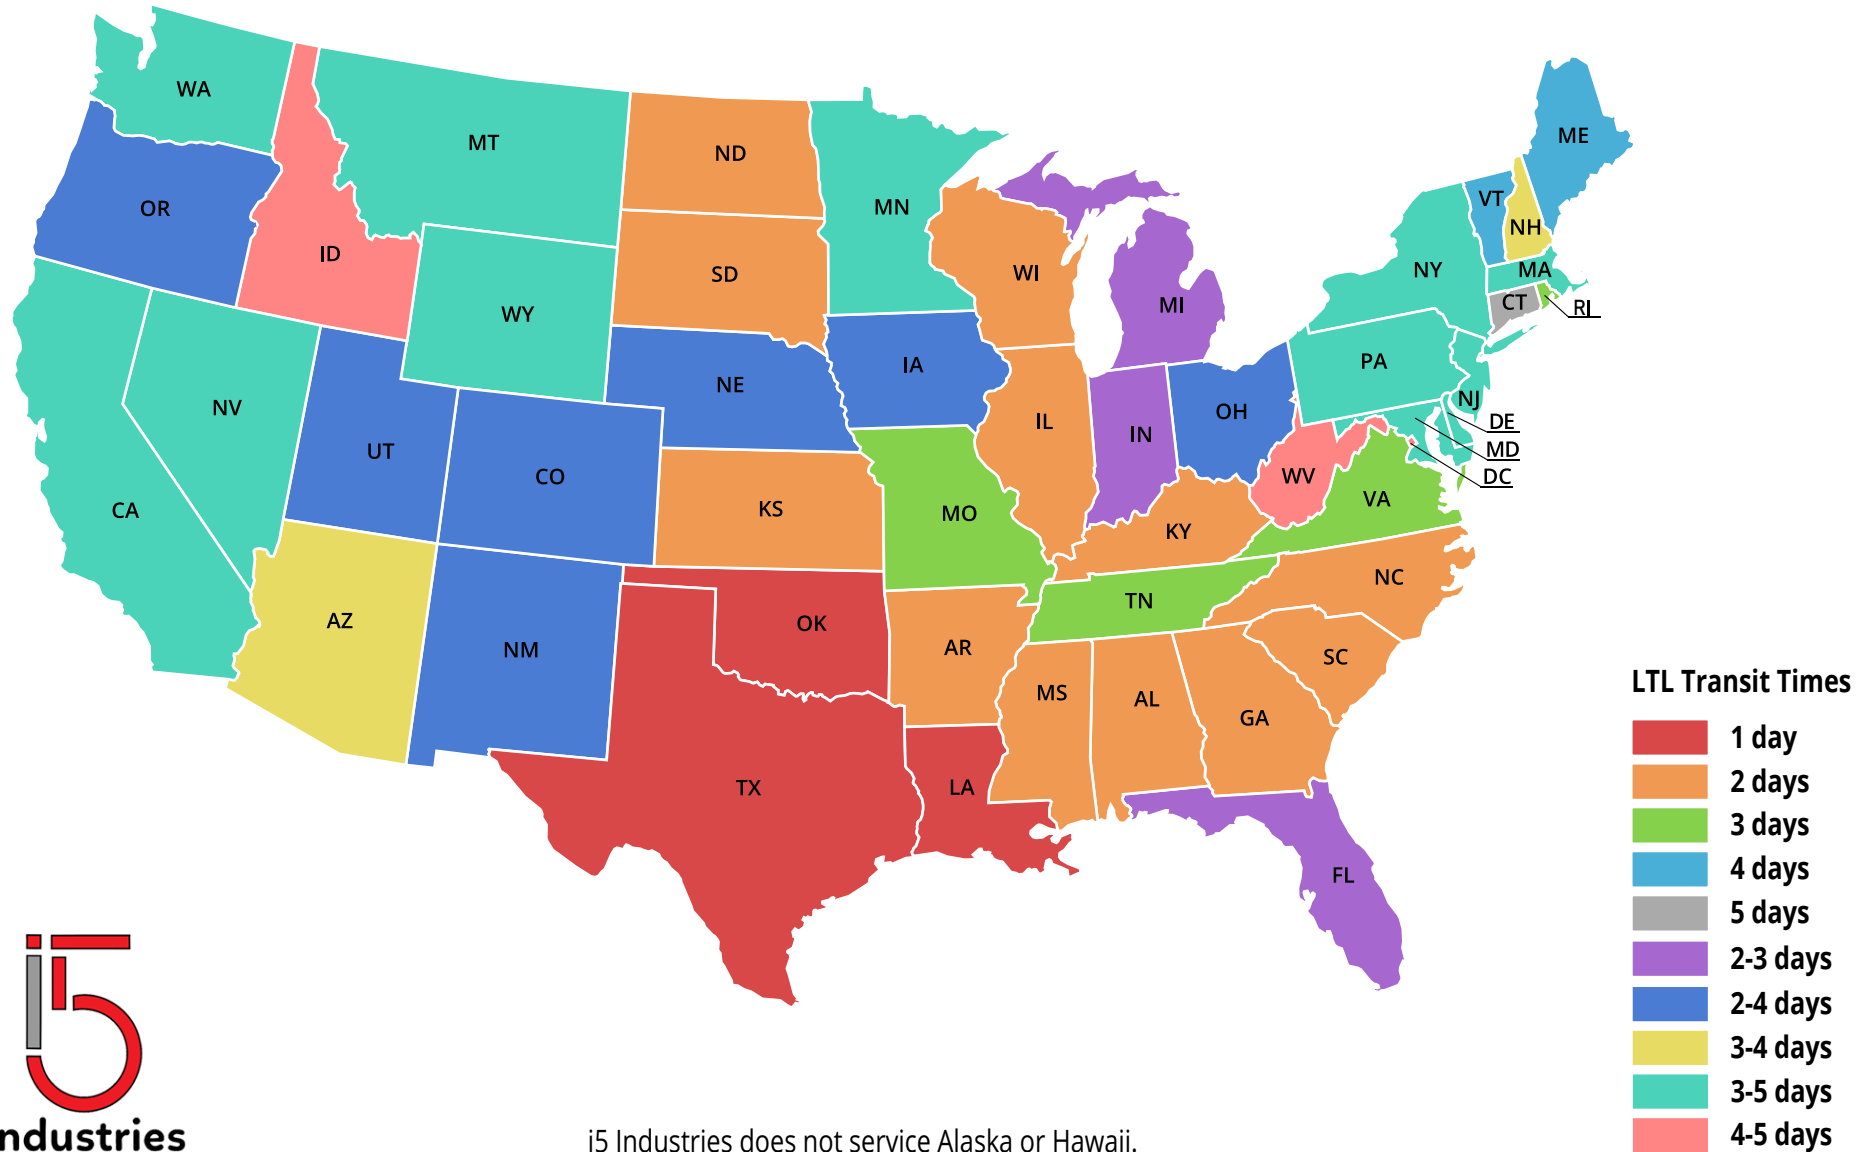 WA
MT
ND
MN
ME
OR
ID
SD
WI
MI
VT
NH
NY
MA
CT
RI
WY
NE
IA
PA
NJ
NV
UT
CO
IL
IN
OH
DE
MD
DC
WV
VA
CA
KS
MO
KY
NC
AZ
NM
OK
AR
TN
SC
MS
AL
GA
TX
LA
FL
LTL Transit Times
1 day
2 days
3 days
4 days
5 days
2-3 days
2-4 days
3-4 days
3-5 days
4-5 days
i5
ndustries
i5 Industries does not service Alaska or Hawaii.